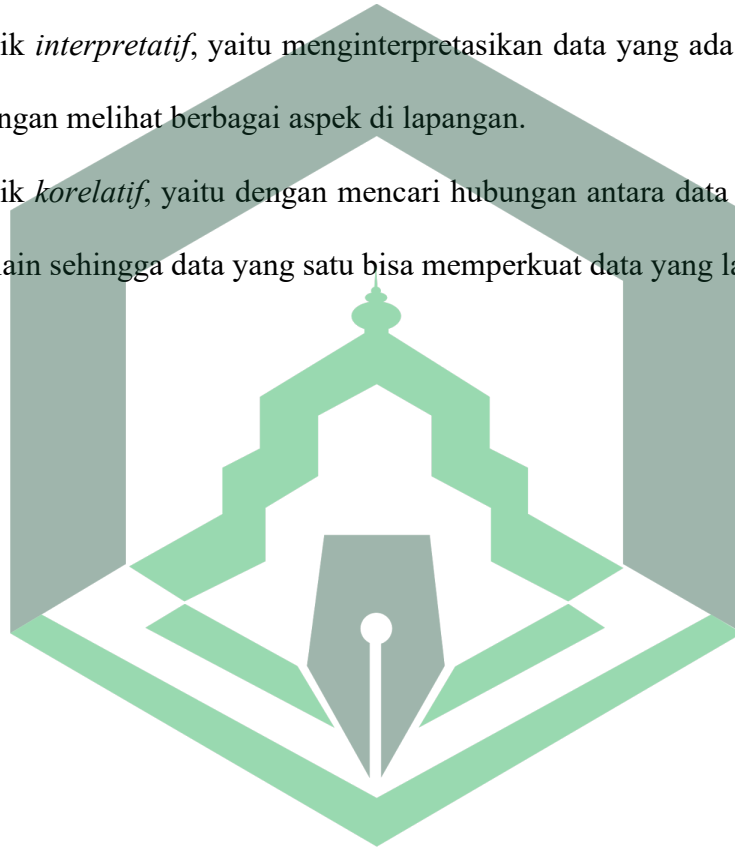 ik interpretatif, yaitu menginterpretasikan data yang ada
ngan melihat berbagai aspek di lapangan.
ik korelatif, yaitu dengan mencari hubungan antara data
ain sehingga data yang satu bisa memperkuat data yang la